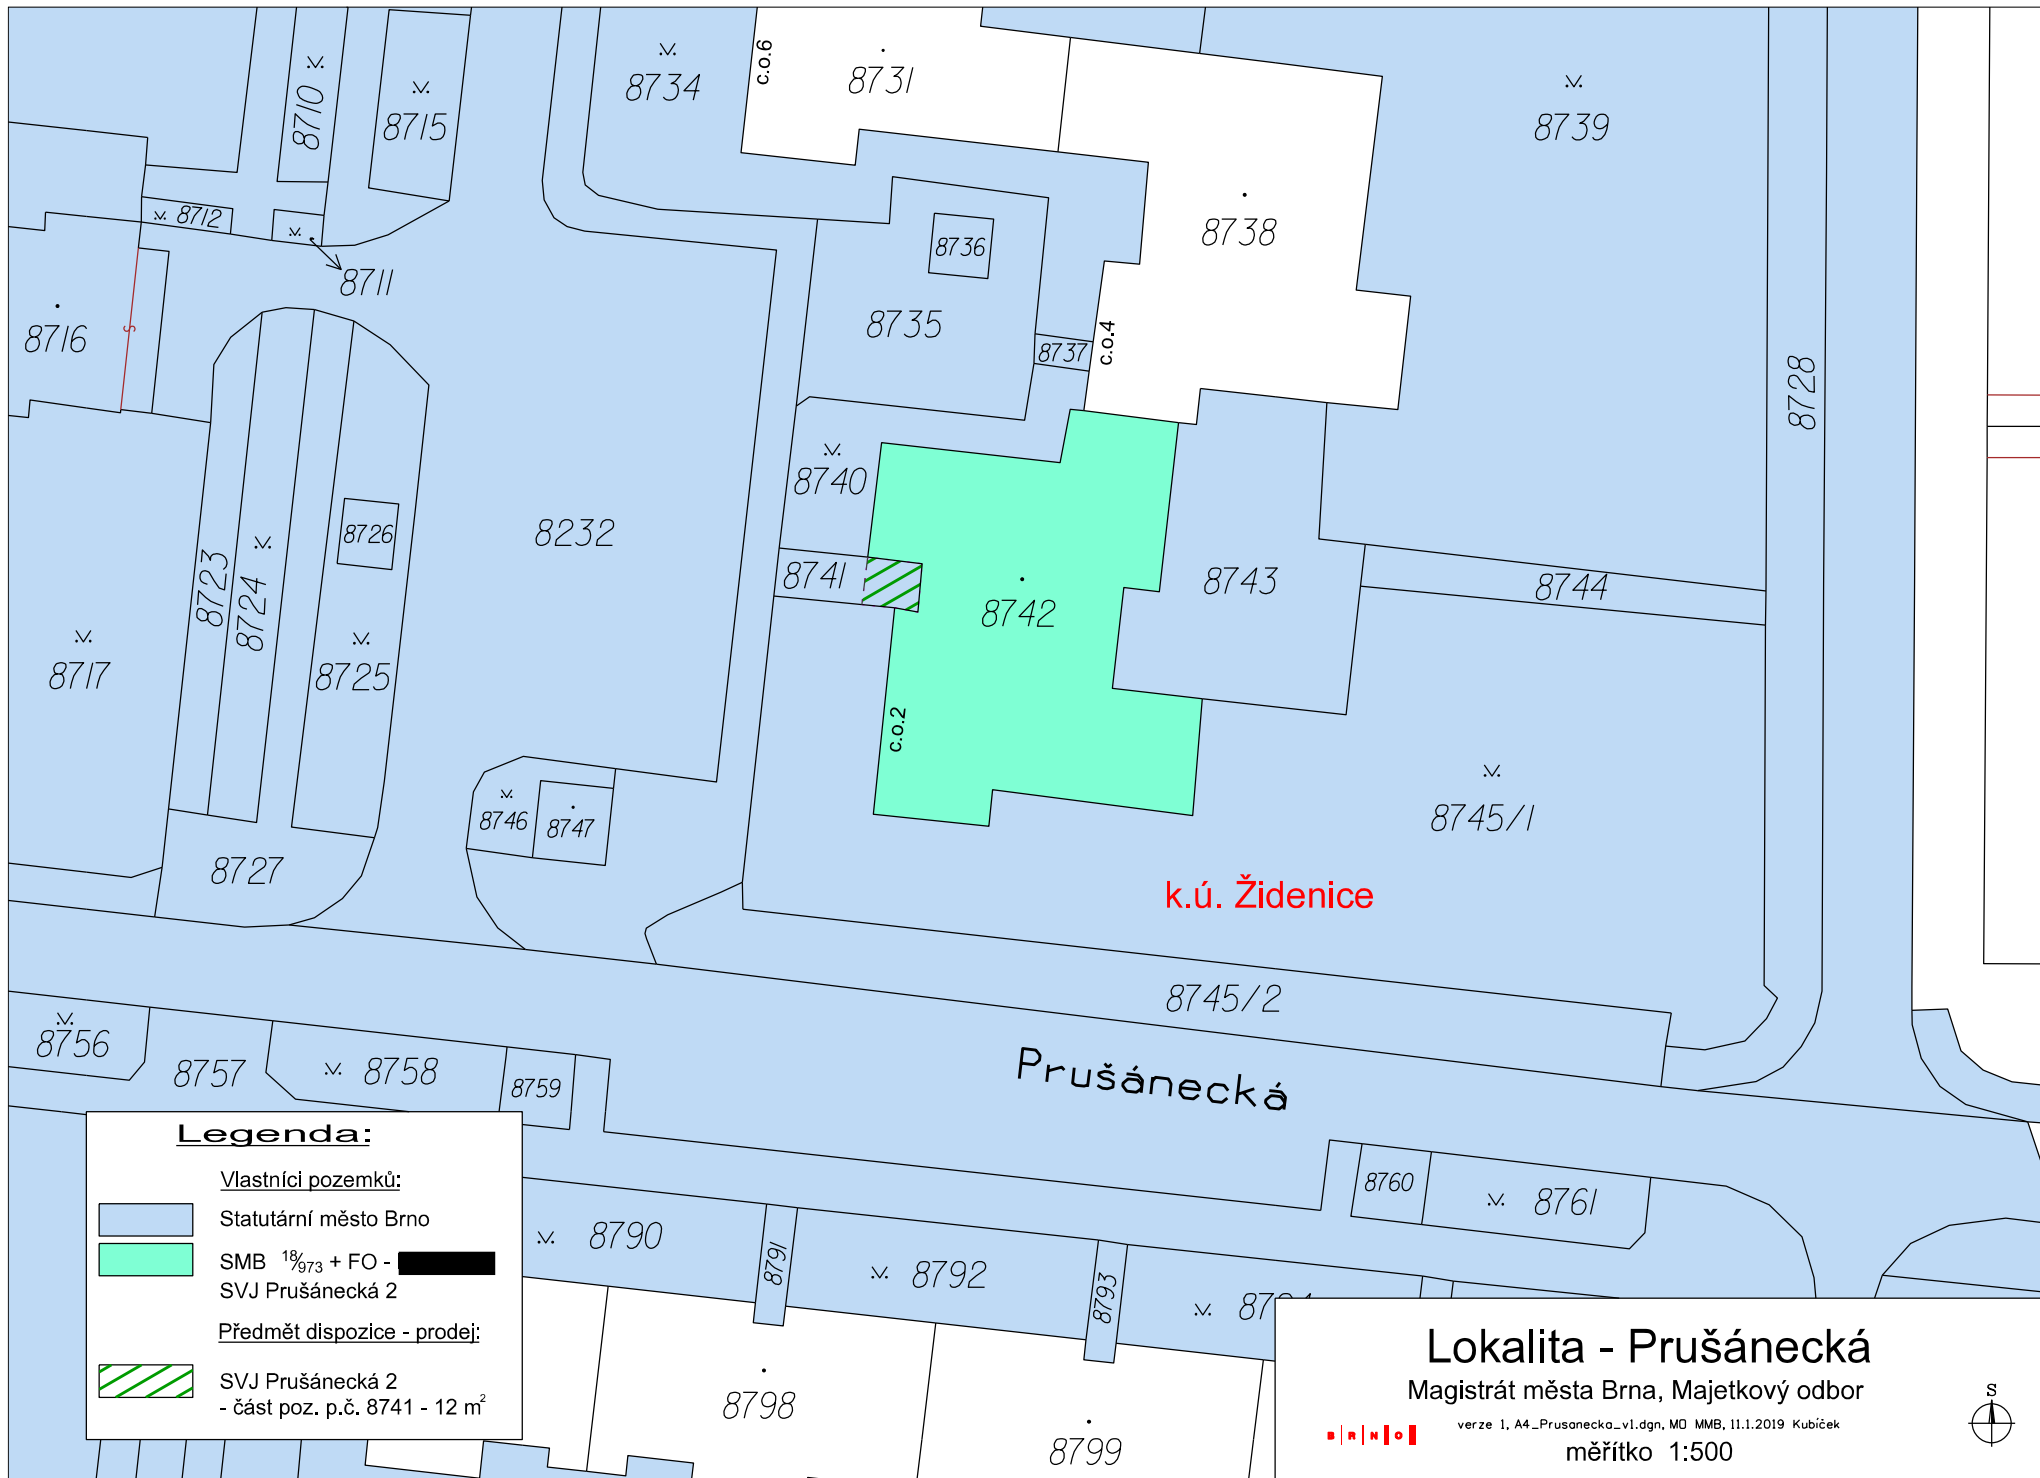 8710
8715
8734
c.o.6
8731
8739
8712
8711
8736
8738
8716
s
8735
8737
c.o.4
8728
8740
8726
8232
8723
8724
8741
8742
8743
8744
8717
8725
c.o.2
8746
8747
8745/1
8727
k.ú. Židenice
8745/2
8756
8757
8758
8759
Prušánecká
8760
8761
8790
8791
8792
8793
Legenda:
Vlastníci pozemků:
Statutární město Brno
SMB 18/973 + FO -
SVJ Prušánecká 2
Předmět dispozice - prodej:
SVJ Prušánecká 2
- část poz. p.č. 8741 - 12 m²
8798
8799
Lokalita - Prušánecká
Magistrát města Brna, Majetkový odbor
verze 1, A4_Prusanecka_v1.dgn, MO MMB, 11.1.2019 Kubíček
BRNO
měřítko 1:500
S